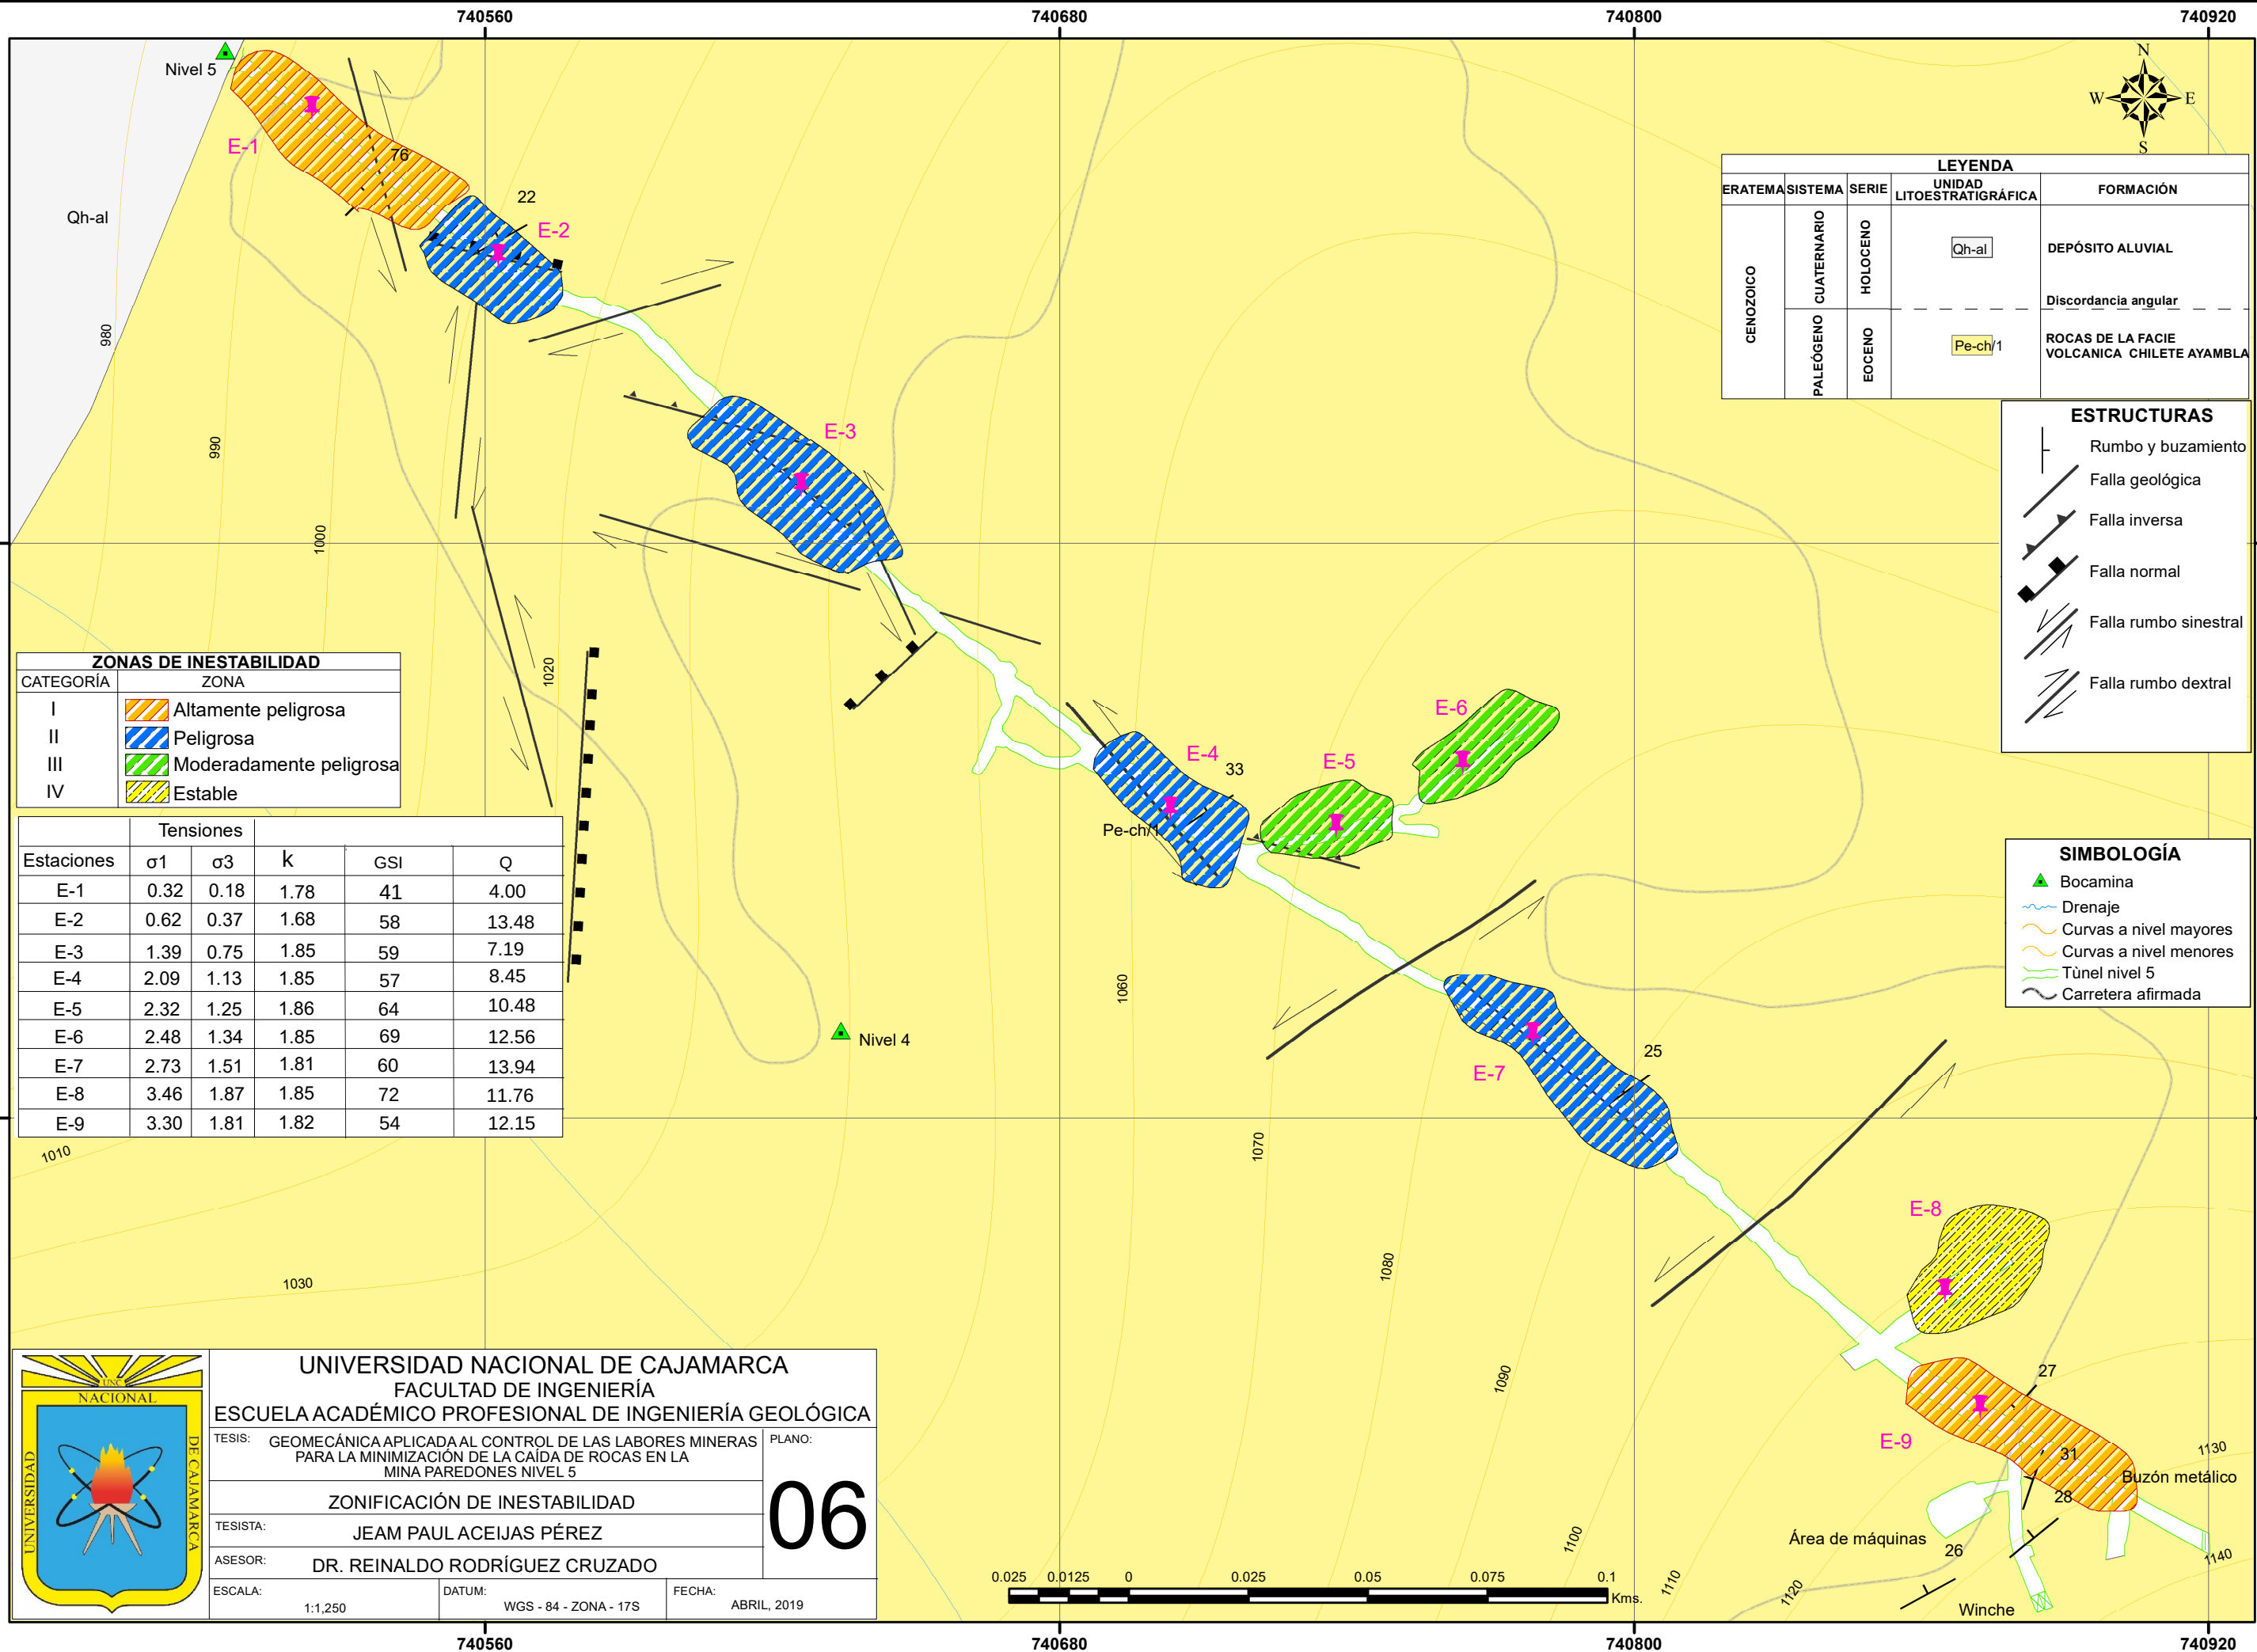 740560
740680
740800
740920
N
W
E
S
Nivel 5
E-1
76
22
E-2
Qh-al
980
990
1000
1020
E-3
E-4
33
Pe-ch/1
E-5
E-6
E-7
25
Nivel 4
1060
1070
1080
1090
1100
1110
1120
1130
1140
1010
1030
E-8
E-9
27
31
28
26
Buzón metálico
Área de máquinas
Winche
LEYENDA
ERATEMA SISTEMA SERIE UNIDAD LITOESTRATIGRÁFICA FORMACIÓN
CENOZOICO
CUATERNARIO
HOLOCENO
Qh-al
DEPÓSITO ALUVIAL
Discordancia angular
PALEÓGENO
EOCENO
Pe-ch/1
ROCAS DE LA FACIE
VOLCANICA CHILETE AYAMBLA
ESTRUCTURAS
Rumbo y buzamiento
Falla geológica
Falla inversa
Falla normal
Falla rumbo sinestral
Falla rumbo dextral
SIMBOLOGÍA
Bocamina
Drenaje
Curvas a nivel mayores
Curvas a nivel menores
Tùnel nivel 5
Carretera afirmada
ZONAS DE INESTABILIDAD
CATEGORÍA ZONA
I Altamente peligrosa
II Peligrosa
III Moderadamente peligrosa
IV Estable
Tensiones
Estaciones σ1 σ3 k GSI Q
E-1 0.32 0.18 1.78 41 4.00
E-2 0.62 0.37 1.68 58 13.48
E-3 1.39 0.75 1.85 59 7.19
E-4 2.09 1.13 1.85 57 8.45
E-5 2.32 1.25 1.86 64 10.48
E-6 2.48 1.34 1.85 69 12.56
E-7 2.73 1.51 1.81 60 13.94
E-8 3.46 1.87 1.85 72 11.76
E-9 3.30 1.81 1.82 54 12.15
UNC
NACIONAL
UNIVERSIDAD
DE CAJAMARCA
UNIVERSIDAD NACIONAL DE CAJAMARCA
FACULTAD DE INGENIERÍA
ESCUELA ACADÉMICO PROFESIONAL DE INGENIERÍA GEOLÓGICA
TESIS: GEOMECÁNICA APLICADA AL CONTROL DE LAS LABORES MINERAS
PARA LA MINIMIZACIÓN DE LA CAÍDA DE ROCAS EN LA
MINA PAREDONES NIVEL 5
PLANO:
06
ZONIFICACIÓN DE INESTABILIDAD
TESISTA: JEAM PAUL ACEIJAS PÉREZ
ASESOR: DR. REINALDO RODRÍGUEZ CRUZADO
ESCALA: 1:1,250
DATUM: WGS - 84 - ZONA - 17S
FECHA: ABRIL, 2019
0.025 0.0125 0 0.025 0.05 0.075 0.1
Kms.
740560
740680
740800
740920